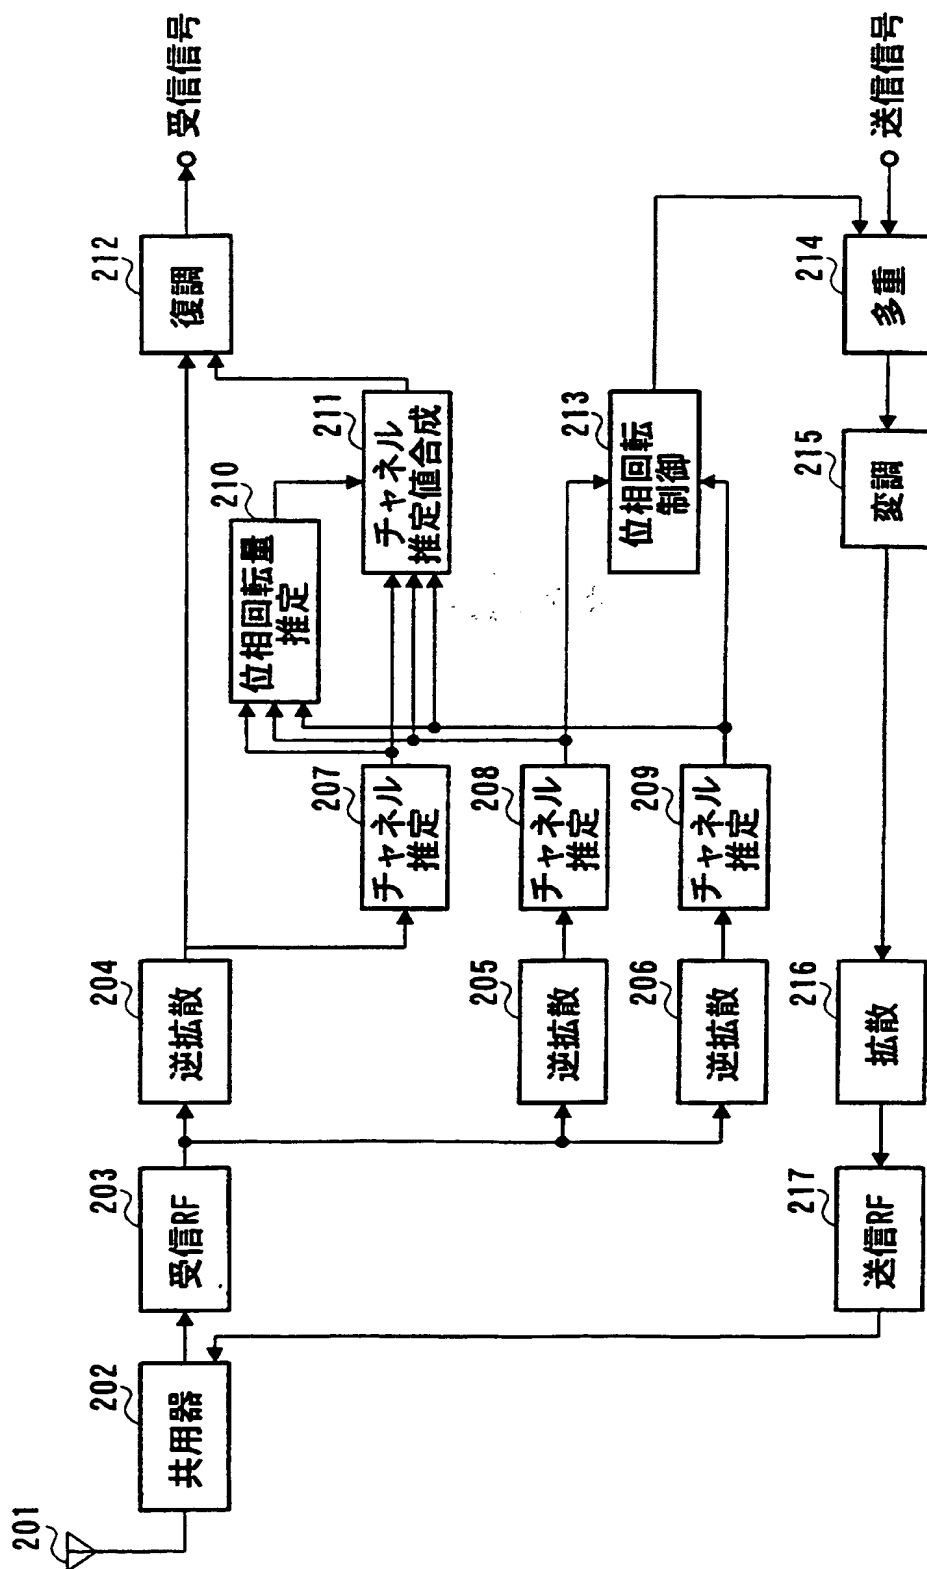 201
202
共用器
203
受信RF
204
逆拡散
205
逆拡散
206
逆拡散
207
チャネル
推定
208
チャネル
推定
209
チャネル
推定
210
位相回転量
推定
211
チャネル
推定値合成
212
復調
受信信号
213
位相回転
制御
送信信号
214
多重
215
変調
216
拡散
217
送信RF